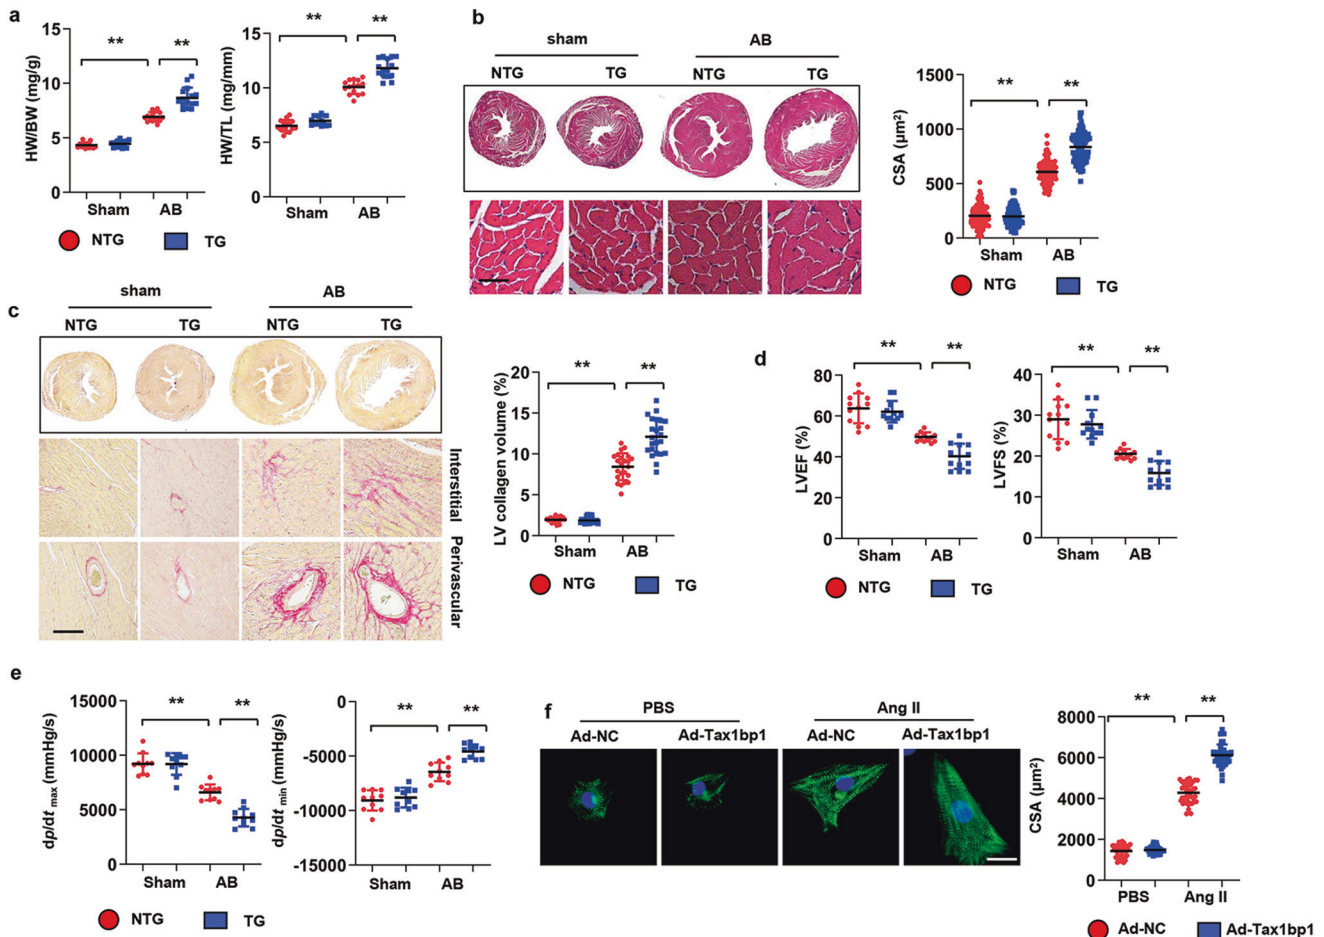 a
HW/BW (mg/g)
15
10
5
0
**
**
Sham
AB
HW/TL (mg/mm)
15
10
5
0
**
**
Sham
AB
NTG
TG
b
sham
AB
NTG
TG
NTG
TG
CSA (µm²)
1500
1000
500
0
**
**
Sham
AB
NTG
TG
c
sham
AB
NTG
TG
NTG
TG
Interstitial
Perivascular
LV collagen volume (%)
20
15
10
5
0
**
**
Sham
AB
NTG
TG
d
LVEF (%)
80
60
40
20
0
**
**
Sham
AB
LVFS (%)
40
30
20
10
0
**
**
Sham
AB
NTG
TG
e
dp/dt max (mmHg/s)
15000
10000
5000
0
**
**
Sham
AB
dp/dt min (mmHg/s)
0
-5000
-10000
-15000
**
**
Sham
AB
NTG
TG
f
PBS
Ang II
Ad-NC
Ad-Tax1bp1
Ad-NC
Ad-Tax1bp1
CSA (µm²)
8000
6000
4000
2000
0
**
**
PBS
Ang II
Ad-NC
Ad-Tax1bp1